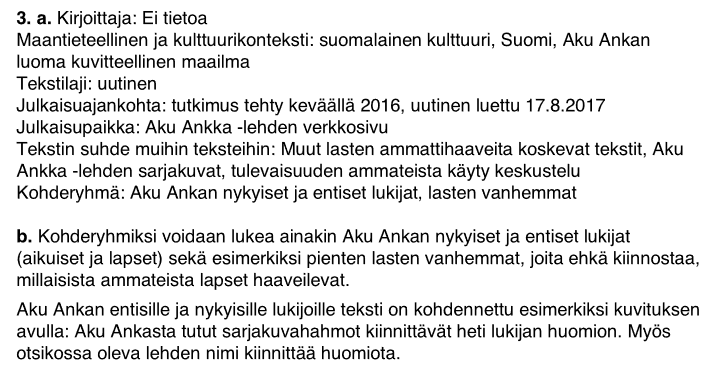 3. a. Kirjoittaja: Ei tietoa
Maantieteellinen ja kulttuurikonteksti: suomalainen kulttuuri, Suomi, Aku Ankan
luoma kuvitteellinen maailma
Tekstilaji: uutinen
Julkaisuajankohta: tutkimus tehty keväällä 2016, uutinen luettu 17.8.2017
Julkaisupaikka: Aku Ankka -lehden verkkosivu
Tekstin suhde muihin teksteihin: Muut lasten ammattihaaveita koskevat tekstit, Aku
Ankka -lehden sarjakuvat, tulevaisuuden ammateista käyty keskustelu
Kohderyhmä: Aku Ankan nykyiset ja entiset lukijat, lasten vanhemmat
b. Kohderyhmiksi voidaan lukea ainakin Aku Ankan nykyiset ja entiset lukijat
(aikuiset ja lapset) sekä esimerkiksi pienten lasten vanhemmat, joita ehkä kiinnostaa,
millaisista ammateista lapset haaveilevat.
Aku Ankan entisille ja nykyisille lukijoille teksti on kohdennettu esimerkiksi kuvituksen
avulla: Aku Ankasta tutut sarjakuvahahmot kiinnittävät heti lukijan huomion. Myös
otsikossa oleva lehden nimi kiinnittää huomiota.